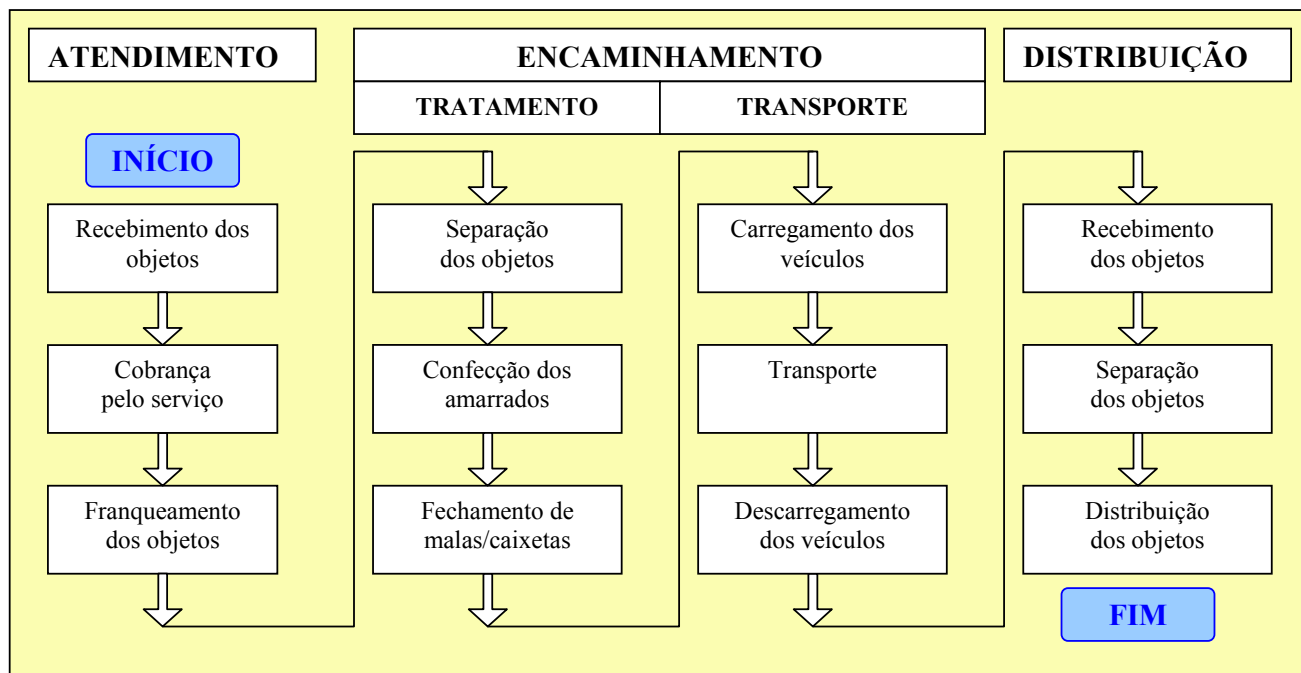 ATENDIMENTO
ENCAMINHAMENTO
DISTRIBUIÇÃO
TRATAMENTO
TRANSPORTE
INÍCIO
Recebimento dos
objetos
Cobrança
pelo serviço
Franqueamento
dos objetos
Separação
dos objetos
Confecção dos
amarrados
Fechamento de
malas/caixetas
Carregamento dos
veículos
Transporte
Descarregamento
dos veículos
Recebimento
dos objetos
Separação
dos objetos
Distribuição
dos objetos
FIM